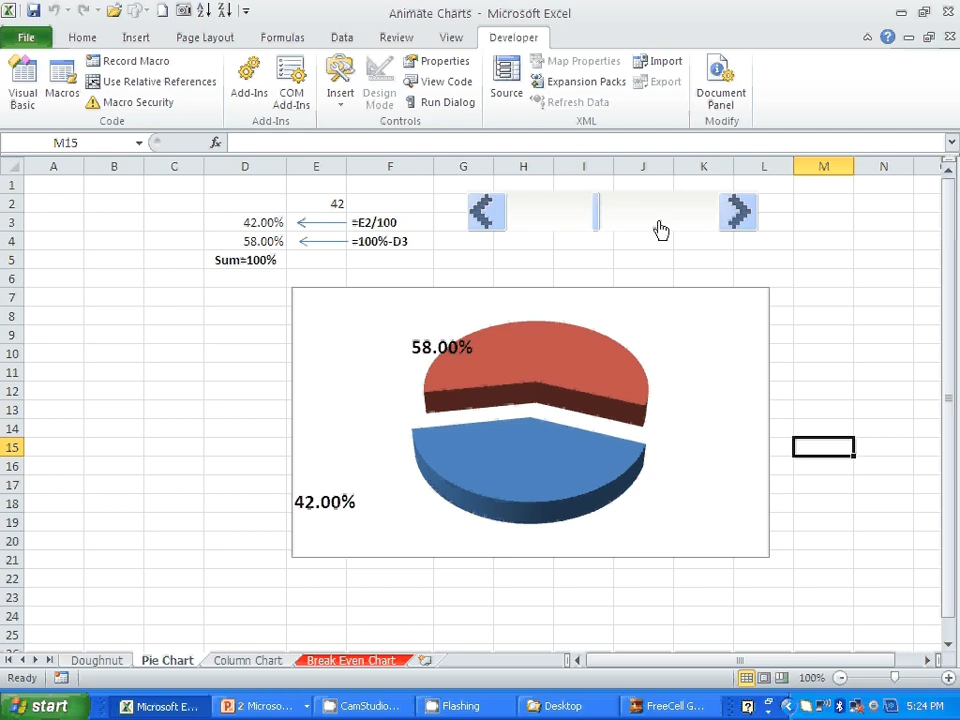 Animate Charts - Microsoft Excel
File Home Insert Page Layout Formulas Data Review View Developer
Visual Basic
Macros
Record Macro
Use Relative References
Macro Security
Code
Add-Ins
COM Add-Ins
Add-Ins
Insert
Design Mode
Properties
View Code
Run Dialog
Controls
Source
Map Properties
Expansion Packs
Refresh Data
Import
Export
XML
Document Panel
Modify
M15 fx
A B C D E F G H I J K L M N
1
2 42
3 42.00% =E2/100
4 58.00% =100%-D3
5 Sum=100%
6
7
8
9
10
11
12
13
14
15
16
17
18
19
20
21
22
23
24
25
58.00%
42.00%
Doughnut Pie Chart Column Chart Break Even Chart
Ready 100%
start Microsoft E... 2 Microso... CamStudio... Flashing Desktop FreeCell G... 5:24 PM